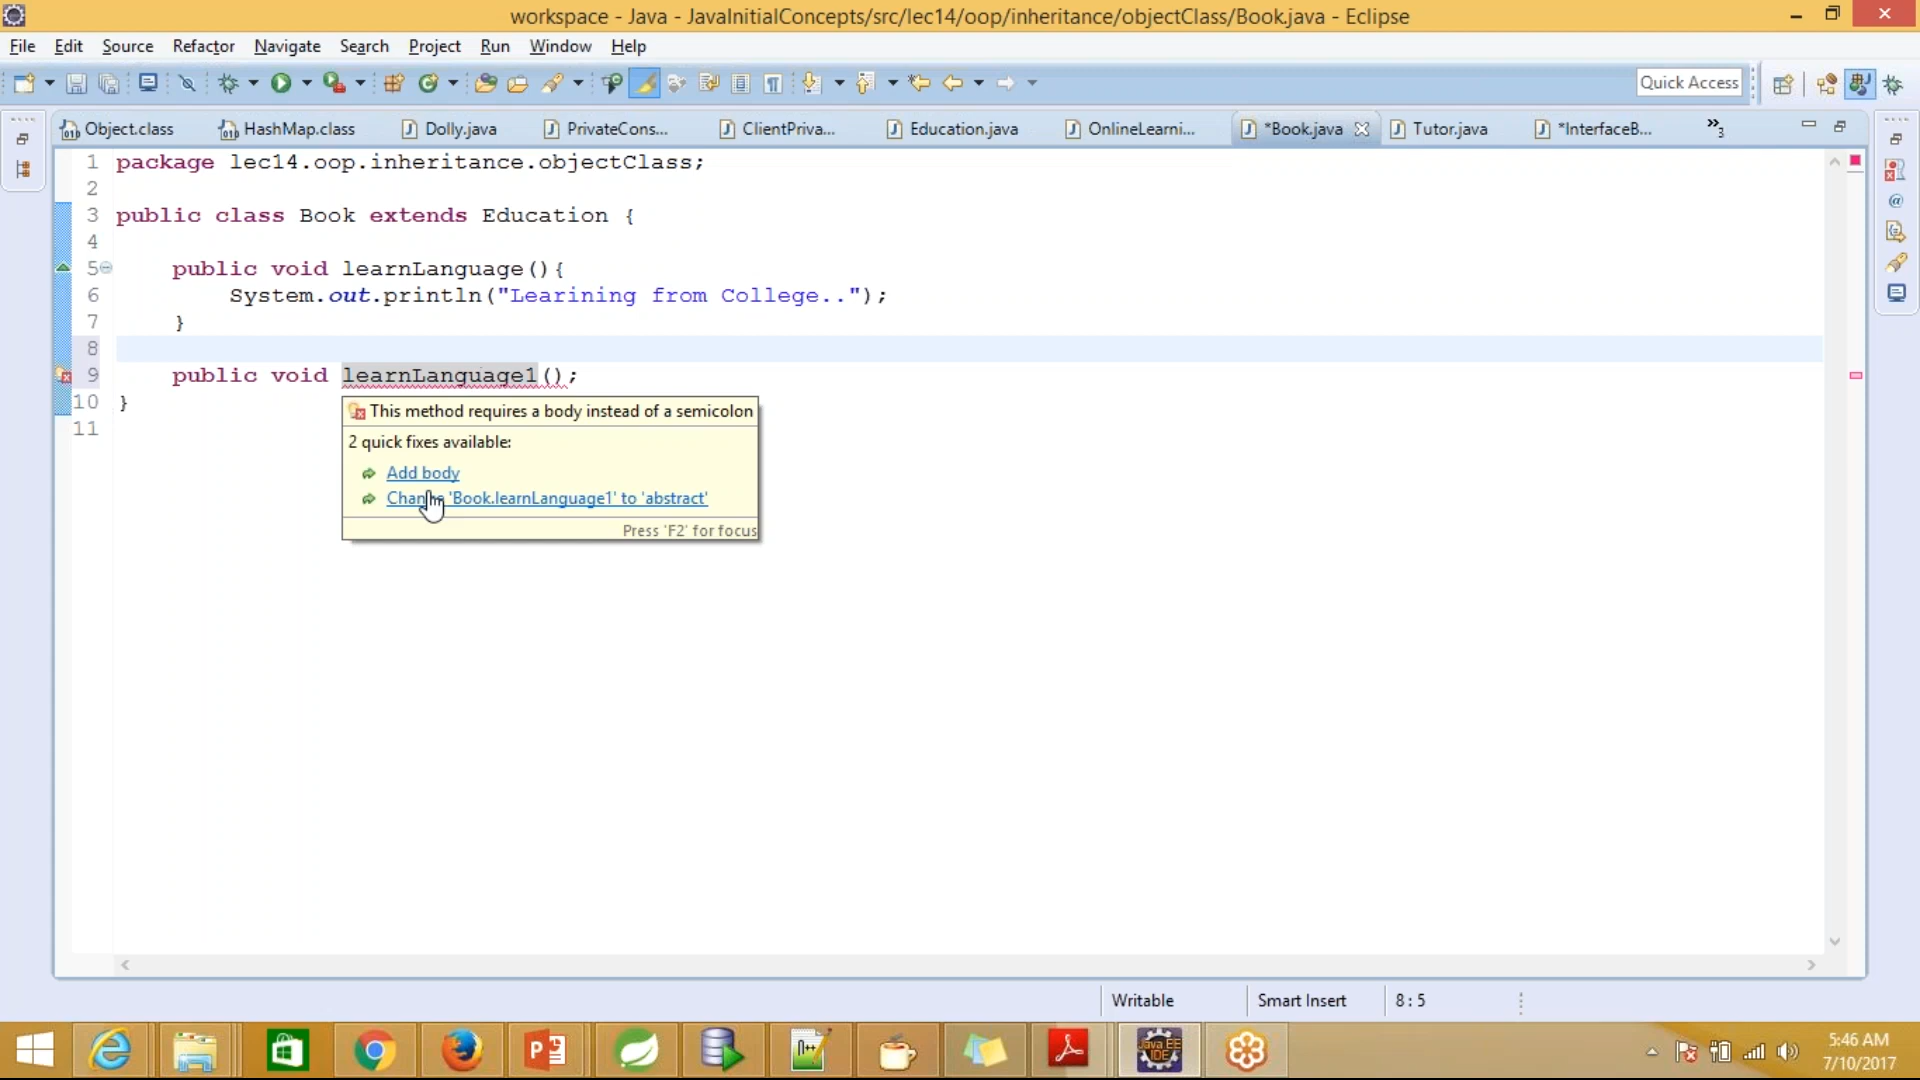 workspace - Java - JavaInitialConcepts/src/lec14/oop/inheritance/objectClass/Book.java - Eclipse
File Edit Source Refactor Navigate Search Project Run Window Help
Quick Access
Object.class HashMap.class Dolly.java PrivateCons... ClientPriva... Education.java OnlineLearni... *Book.java Tutor.java *InterfaceB... »3
1 package lec14.oop.inheritance.objectClass;
2
3 public class Book extends Education {
4
5 public void learnLanguage(){
6 System.out.println("Learining from College..");
7 }
8
9 public void learnLanguage1();
10 }
11
This method requires a body instead of a semicolon
2 quick fixes available:
Add body
Change 'Book.learnLanguage1' to 'abstract'
Press 'F2' for focus
Writable Smart Insert 8 : 5
5:46 AM
7/10/2017